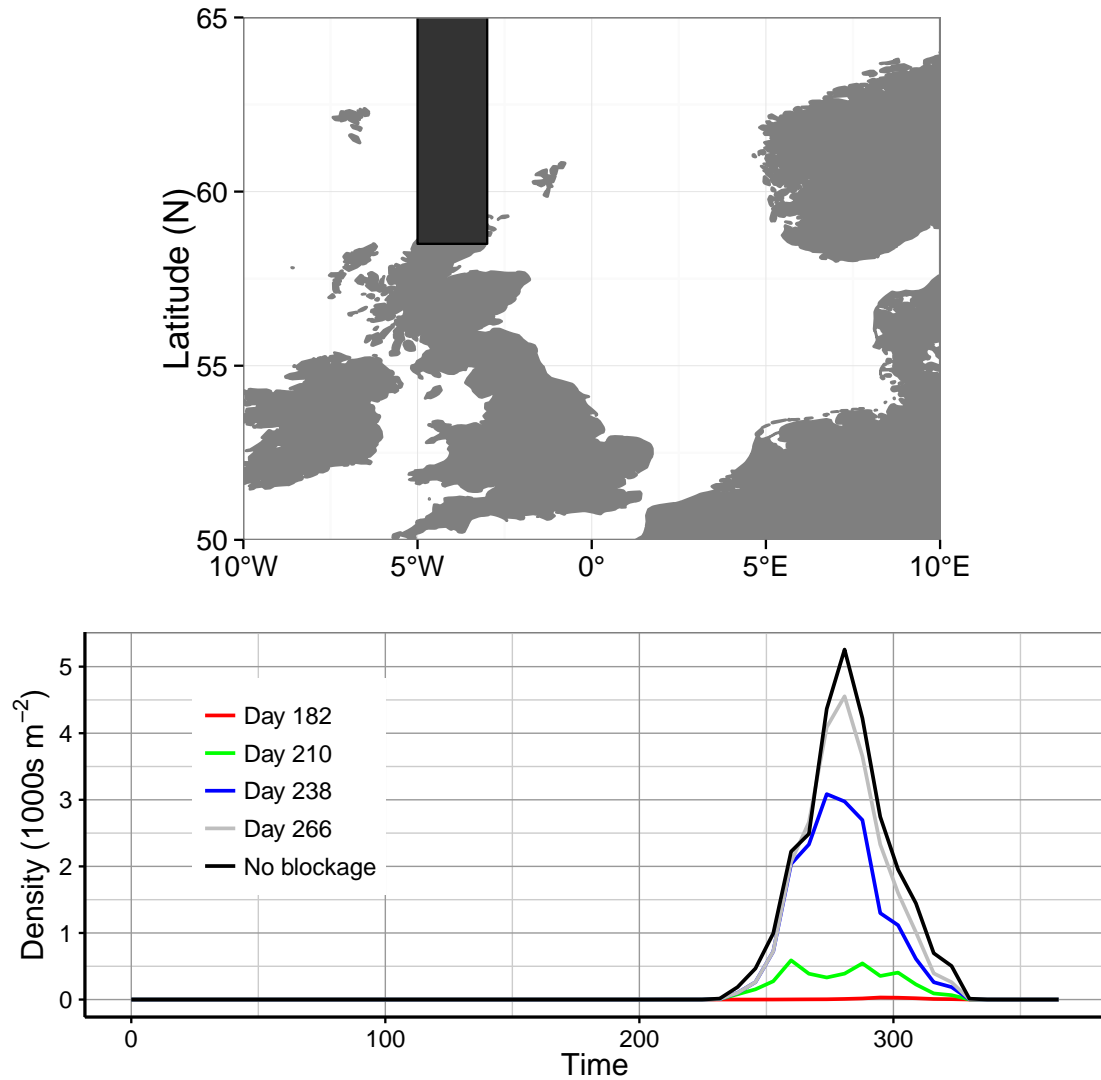 65
60
55
50
Latitude (N)
10°W 5°W 0° 5°E 10°E
5
4
3
2
1
0
Density (1000s m⁻²)
Day 182
Day 210
Day 238
Day 266
No blockage
0 100 200 300
Time